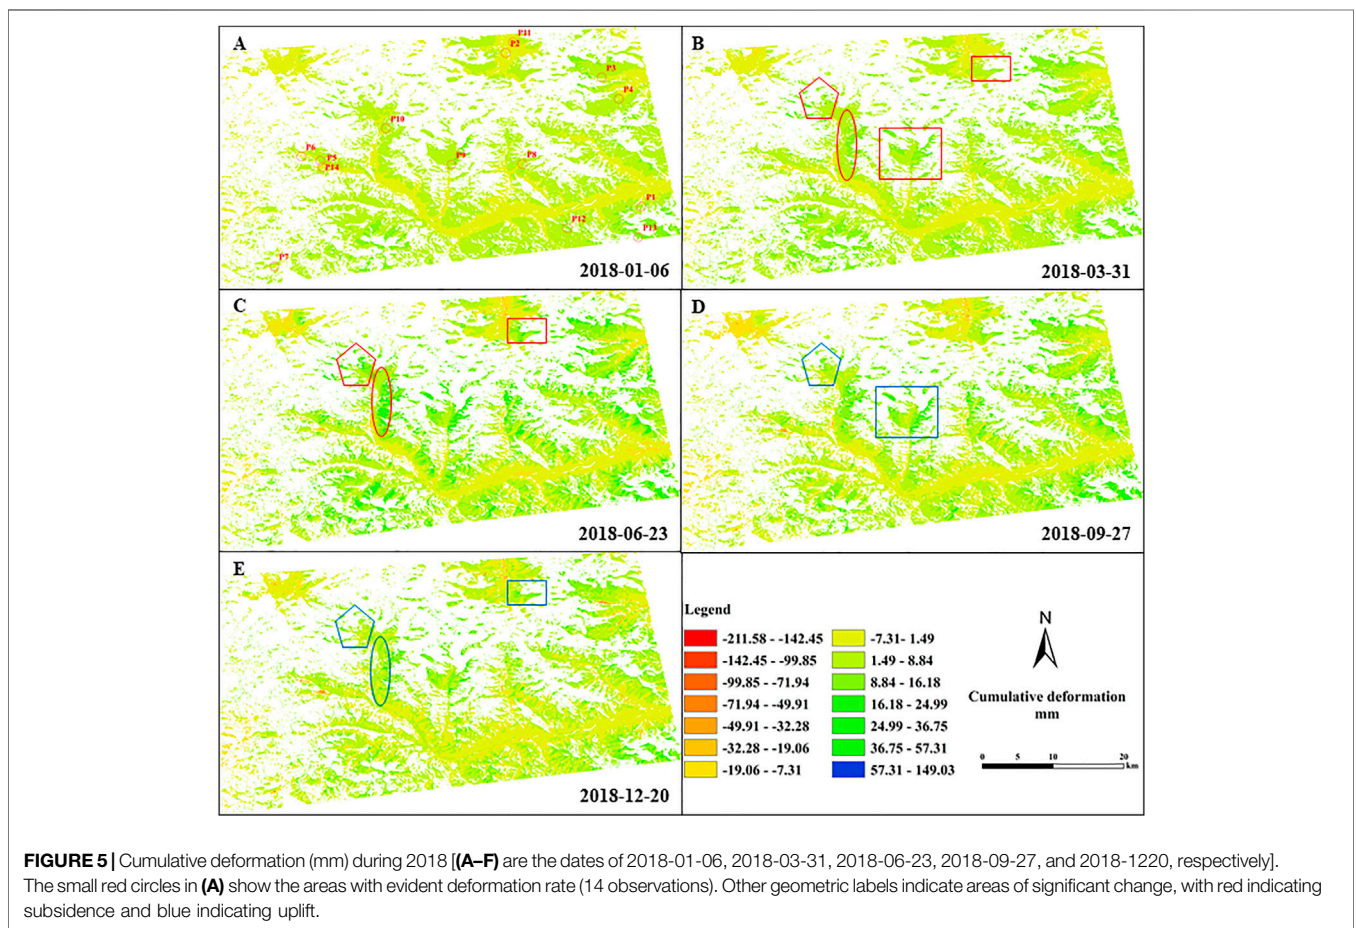 A
P11
P2
P3
P4
P10
P6
P5
P14
P9
P8
P1
P12
P13
P7
2018-01-06
B
2018-03-31
C
2018-06-23
D
2018-09-27
E
2018-12-20
Legend
-211.58 - -142.45
-142.45 - -99.85
-99.85 - -71.94
-71.94 - -49.91
-49.91 - -32.28
-32.28 - -19.06
-19.06 - -7.31
-7.31- 1.49
1.49 - 8.84
8.84 - 16.18
16.18 - 24.99
24.99 - 36.75
36.75 - 57.31
57.31 - 149.03
N
Cumulative deformation
mm
0 5 10 20
km
FIGURE 5 | Cumulative deformation (mm) during 2018 [(A–F) are the dates of 2018-01-06, 2018-03-31, 2018-06-23, 2018-09-27, and 2018-1220, respectively].
The small red circles in (A) show the areas with evident deformation rate (14 observations). Other geometric labels indicate areas of significant change, with red indicating
subsidence and blue indicating uplift.